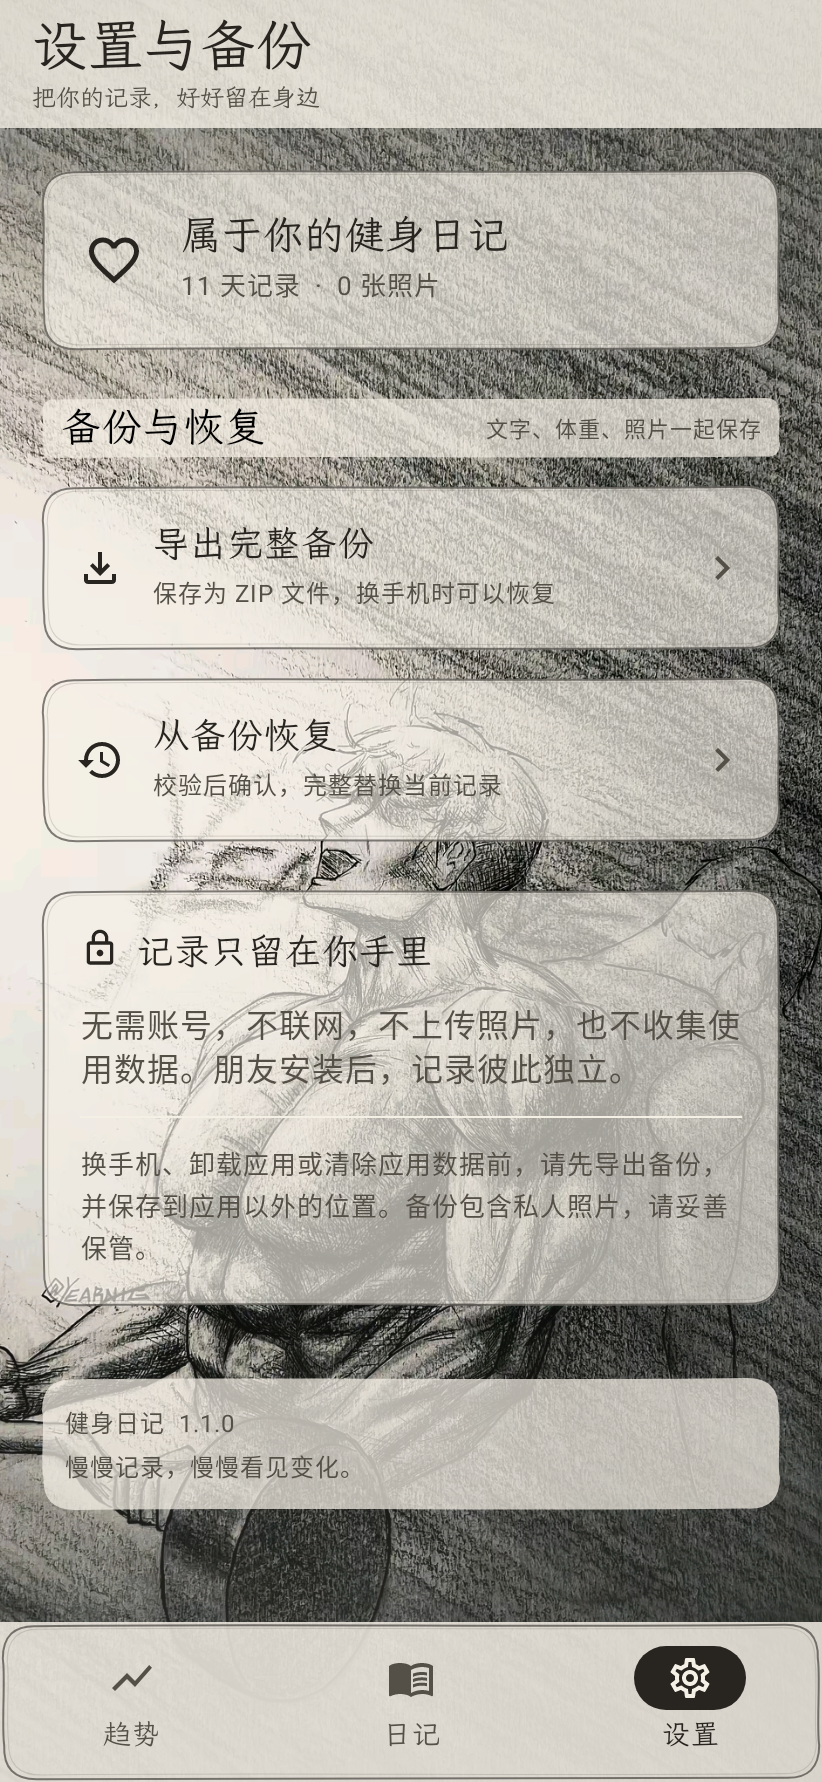 设置与备份
把你的记录，好好留在身边
属于你的健身日记
11 天记录 · 0 张照片
备份与恢复
文字、体重、照片一起保存
导出完整备份
保存为 ZIP 文件，换手机时可以恢复
从备份恢复
校验后确认，完整替换当前记录
记录只留在你手里
无需账号，不联网，不上传照片，也不收集使
用数据。朋友安装后，记录彼此独立。
换手机、卸载应用或清除应用数据前，请先导出备份，
并保存到应用以外的位置。备份包含私人照片，请妥善
保管。
健身日记 1.1.0
慢慢记录，慢慢看见变化。
趋势
日记
设置